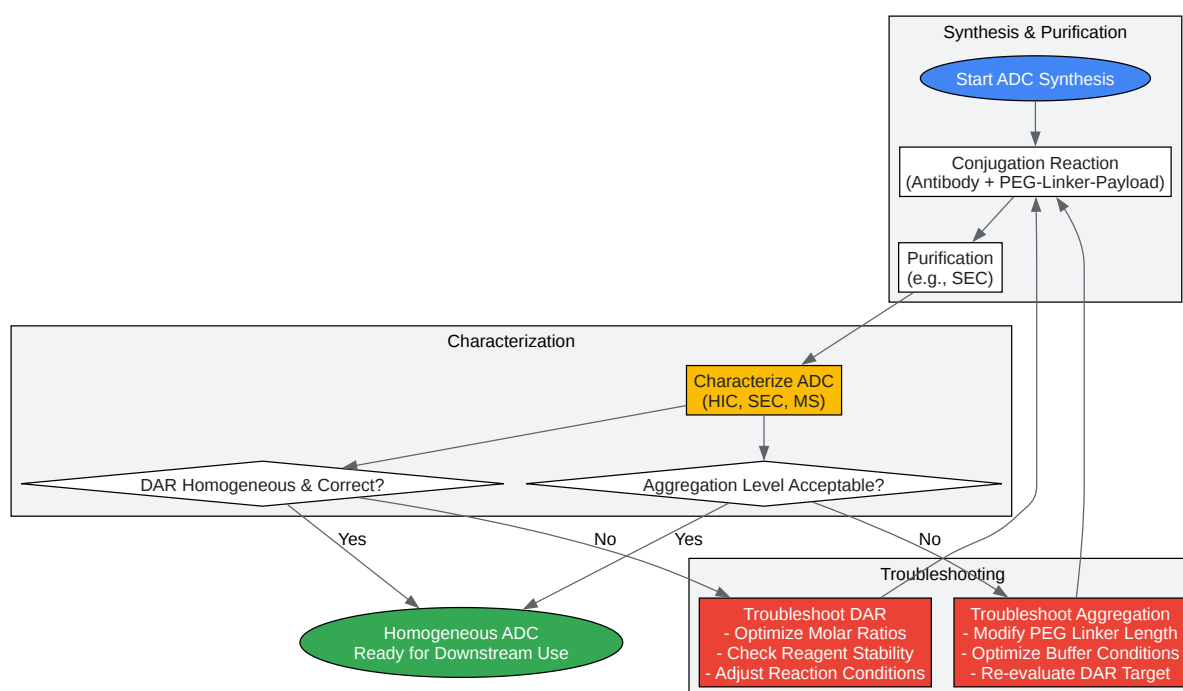 Synthesis & Purification
Start ADC Synthesis
Conjugation Reaction
(Antibody + PEG-Linker-Payload)
Purification
(e.g., SEC)
Characterization
Characterize ADC
(HIC, SEC, MS)
DAR Homogeneous & Correct?
Aggregation Level Acceptable?
Yes
No
Yes
No
Troubleshooting
Homogeneous ADC
Ready for Downstream Use
Troubleshoot DAR
- Optimize Molar Ratios
- Check Reagent Stability
- Adjust Reaction Conditions
Troubleshoot Aggregation
- Modify PEG Linker Length
- Optimize Buffer Conditions
- Re-evaluate DAR Target